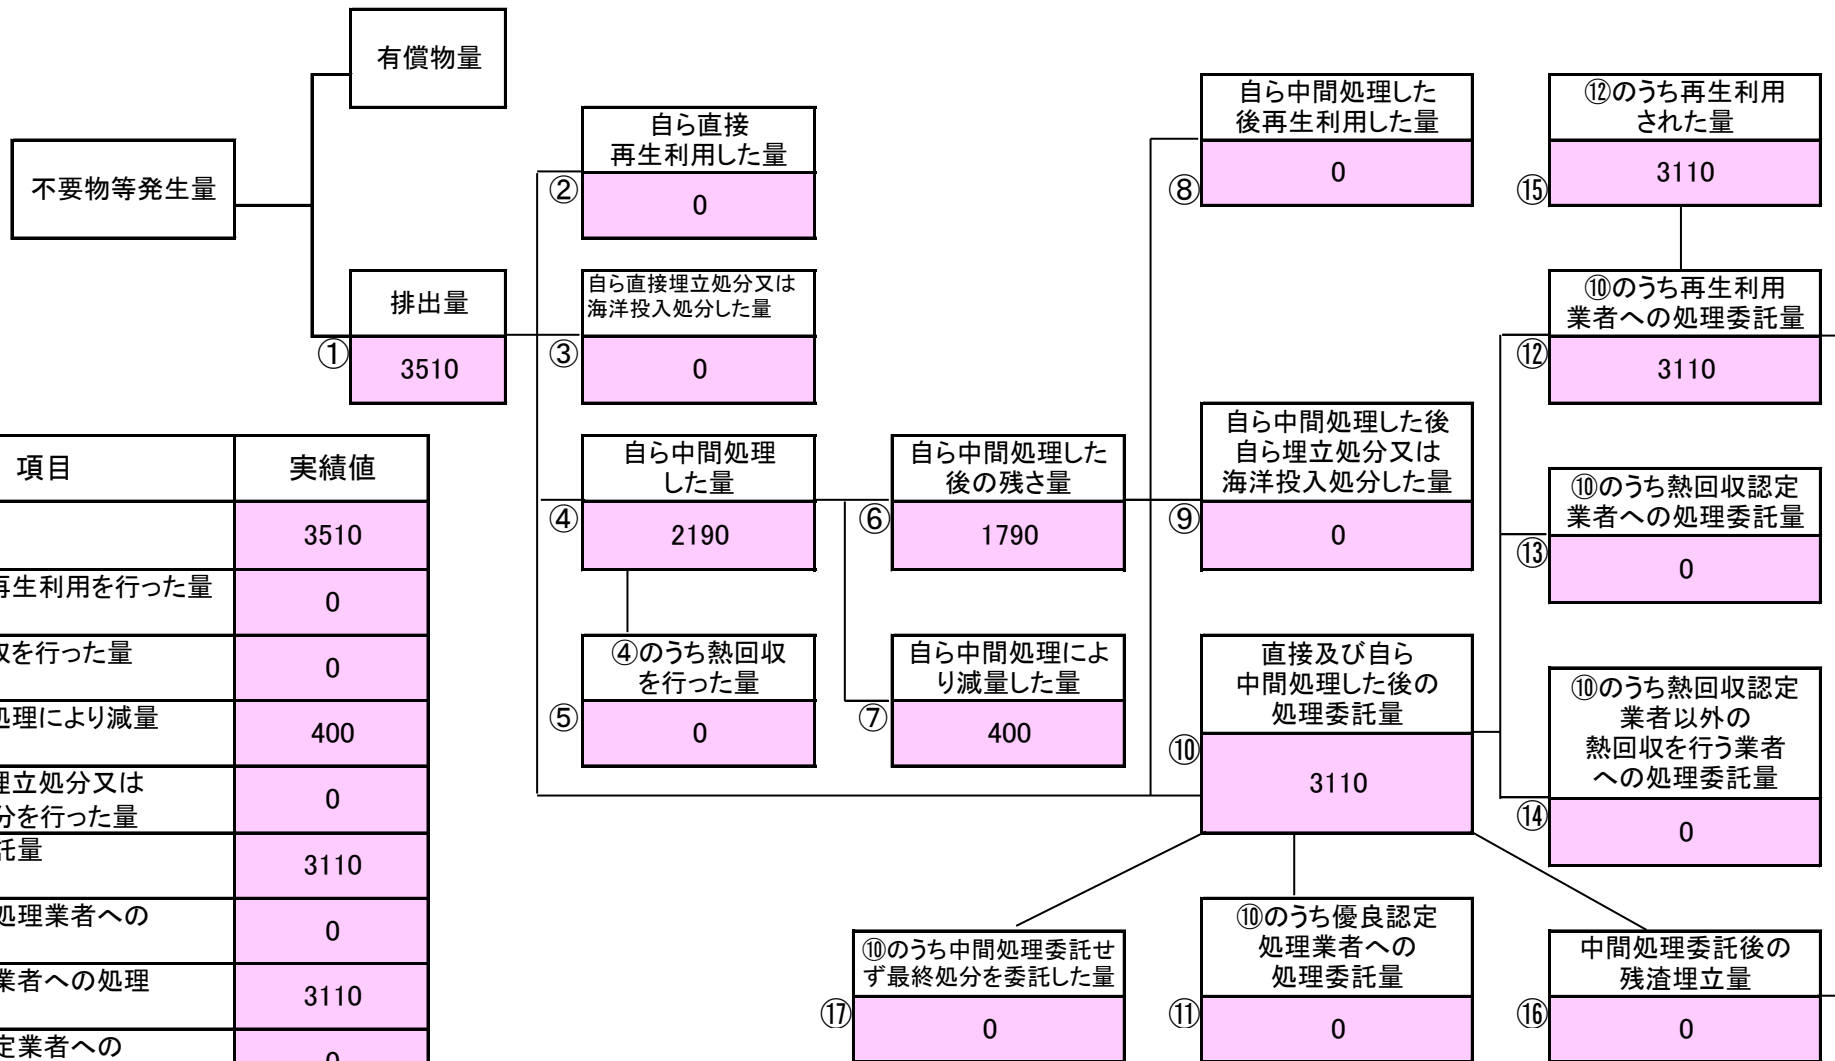 有償物量
不要物等発生量
排出量
①
3510
自ら直接
再生利用した量
②
0
自ら直接埋立処分又は
海洋投入処分した量
③
0
自ら中間処理
した量
④
2190
④のうち熱回収
を行った量
⑤
0
自ら中間処理した
後の残さ量
⑥
1790
自ら中間処理によ
り減量した量
⑦
400
自ら中間処理した
後再生利用した量
⑧
0
自ら中間処理した後
自ら埋立処分又は
海洋投入処分した量
⑨
0
直接及び自ら
中間処理した後の
処理委託量
⑩
3110
⑫のうち再生利用
された量
⑮
3110
⑩のうち再生利用
業者への処理委託量
⑫
3110
⑩のうち熱回収認定
業者への処理委託量
⑬
0
⑩のうち熱回収認定
業者以外の
熱回収を行う業者
への処理委託量
⑭
0
⑩のうち中間処理委託せ
ず最終処分を委託した量
⑰
0
⑩のうち優良認定
処理業者への
処理委託量
⑪
0
中間処理委託後の
残渣埋立量
⑯
0
項目 実績値
3510
再生利用を行った量 0
を行った量 0
処理により減量 400
埋立処分又は
を行った量 0
託量 3110
処理業者への 0
業者への処理 3110
定業者への 0